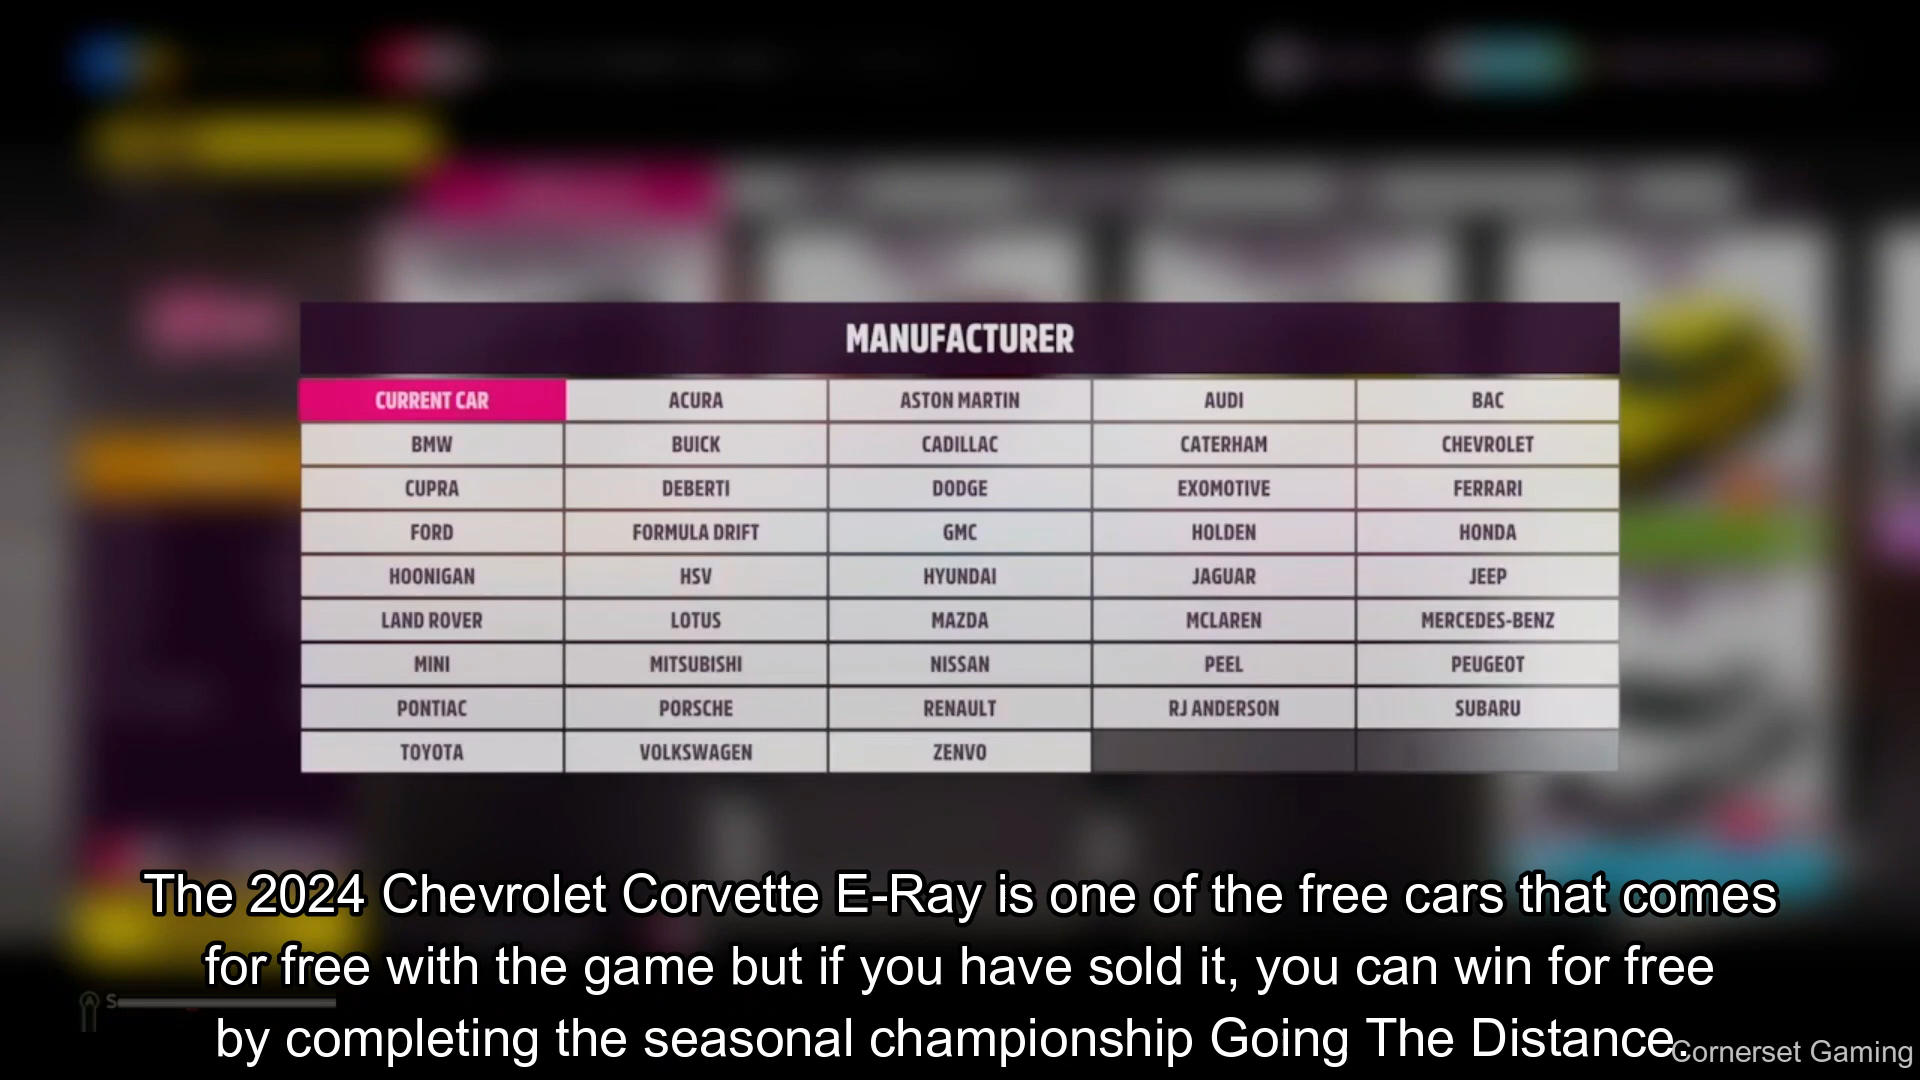 MANUFACTURER
CURRENT CAR ACURA ASTON MARTIN AUDI BAC
BMW BUICK CADILLAC CATERHAM CHEVROLET
CUPRA DEBERTI DODGE EXOMOTIVE FERRARI
FORD FORMULA DRIFT GMC HOLDEN HONDA
HOONIGAN HSV HYUNDAI JAGUAR JEEP
LAND ROVER LOTUS MAZDA MCLAREN MERCEDES-BENZ
MINI MITSUBISHI NISSAN PEEL PEUGEOT
PONTIAC PORSCHE RENAULT RJ ANDERSON SUBARU
TOYOTA VOLKSWAGEN ZENVO
The 2024 Chevrolet Corvette E-Ray is one of the free cars that comes
for free with the game but if you have sold it, you can win for free
by completing the seasonal championship Going The Distance.
Cornerset Gaming